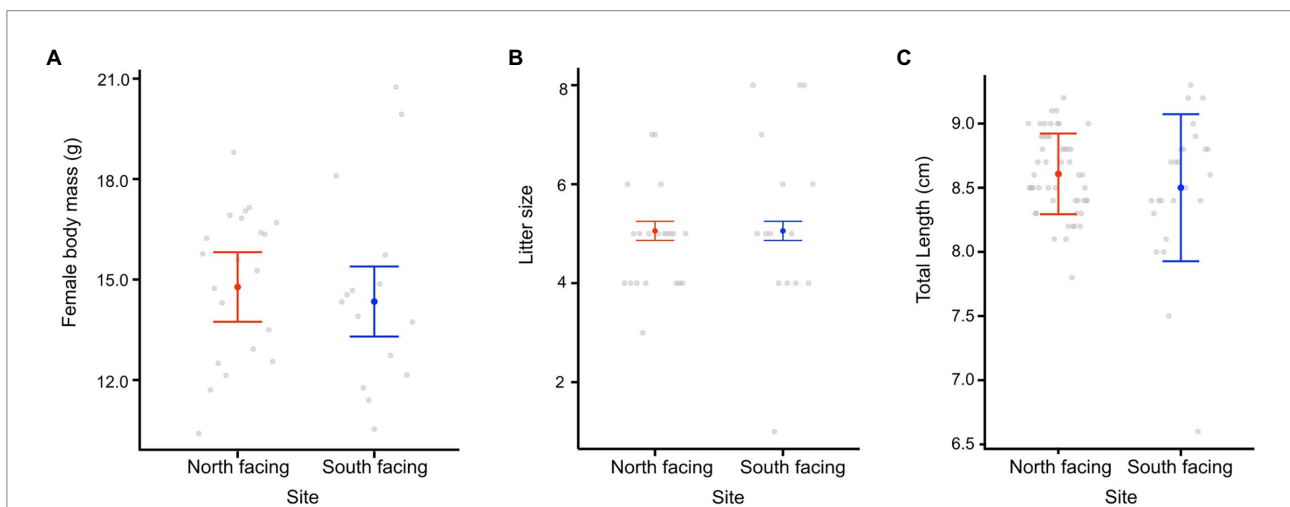 A
Female body mass (g)
21.0
18.0
15.0
12.0
North facing
South facing
Site
B
Litter size
8
6
4
2
North facing
South facing
Site
C
Total Length (cm)
9.0
8.5
8.0
7.5
7.0
6.5
North facing
South facing
Site